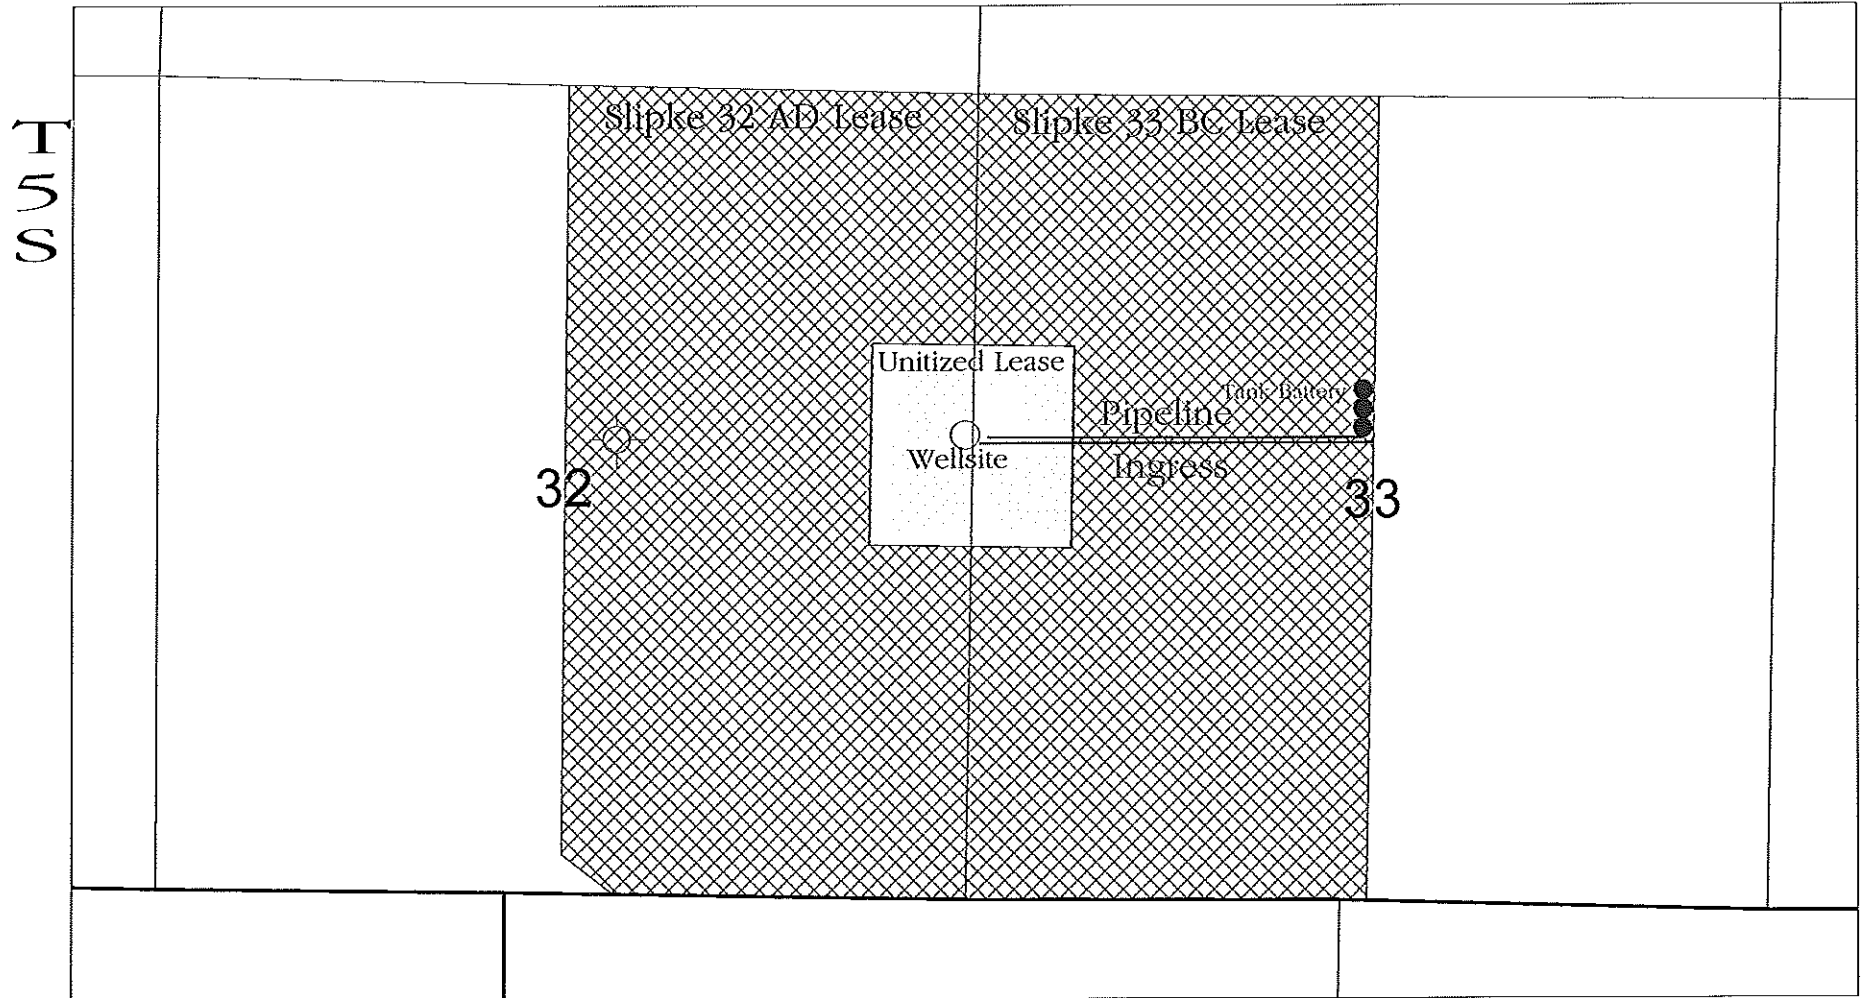 T
5
S
Slipke 32 AD Lease
Slipke 33 BC Lease
Unitized Lease
Tank Battery
Pipeline
Wellsite
Ingress
32
33